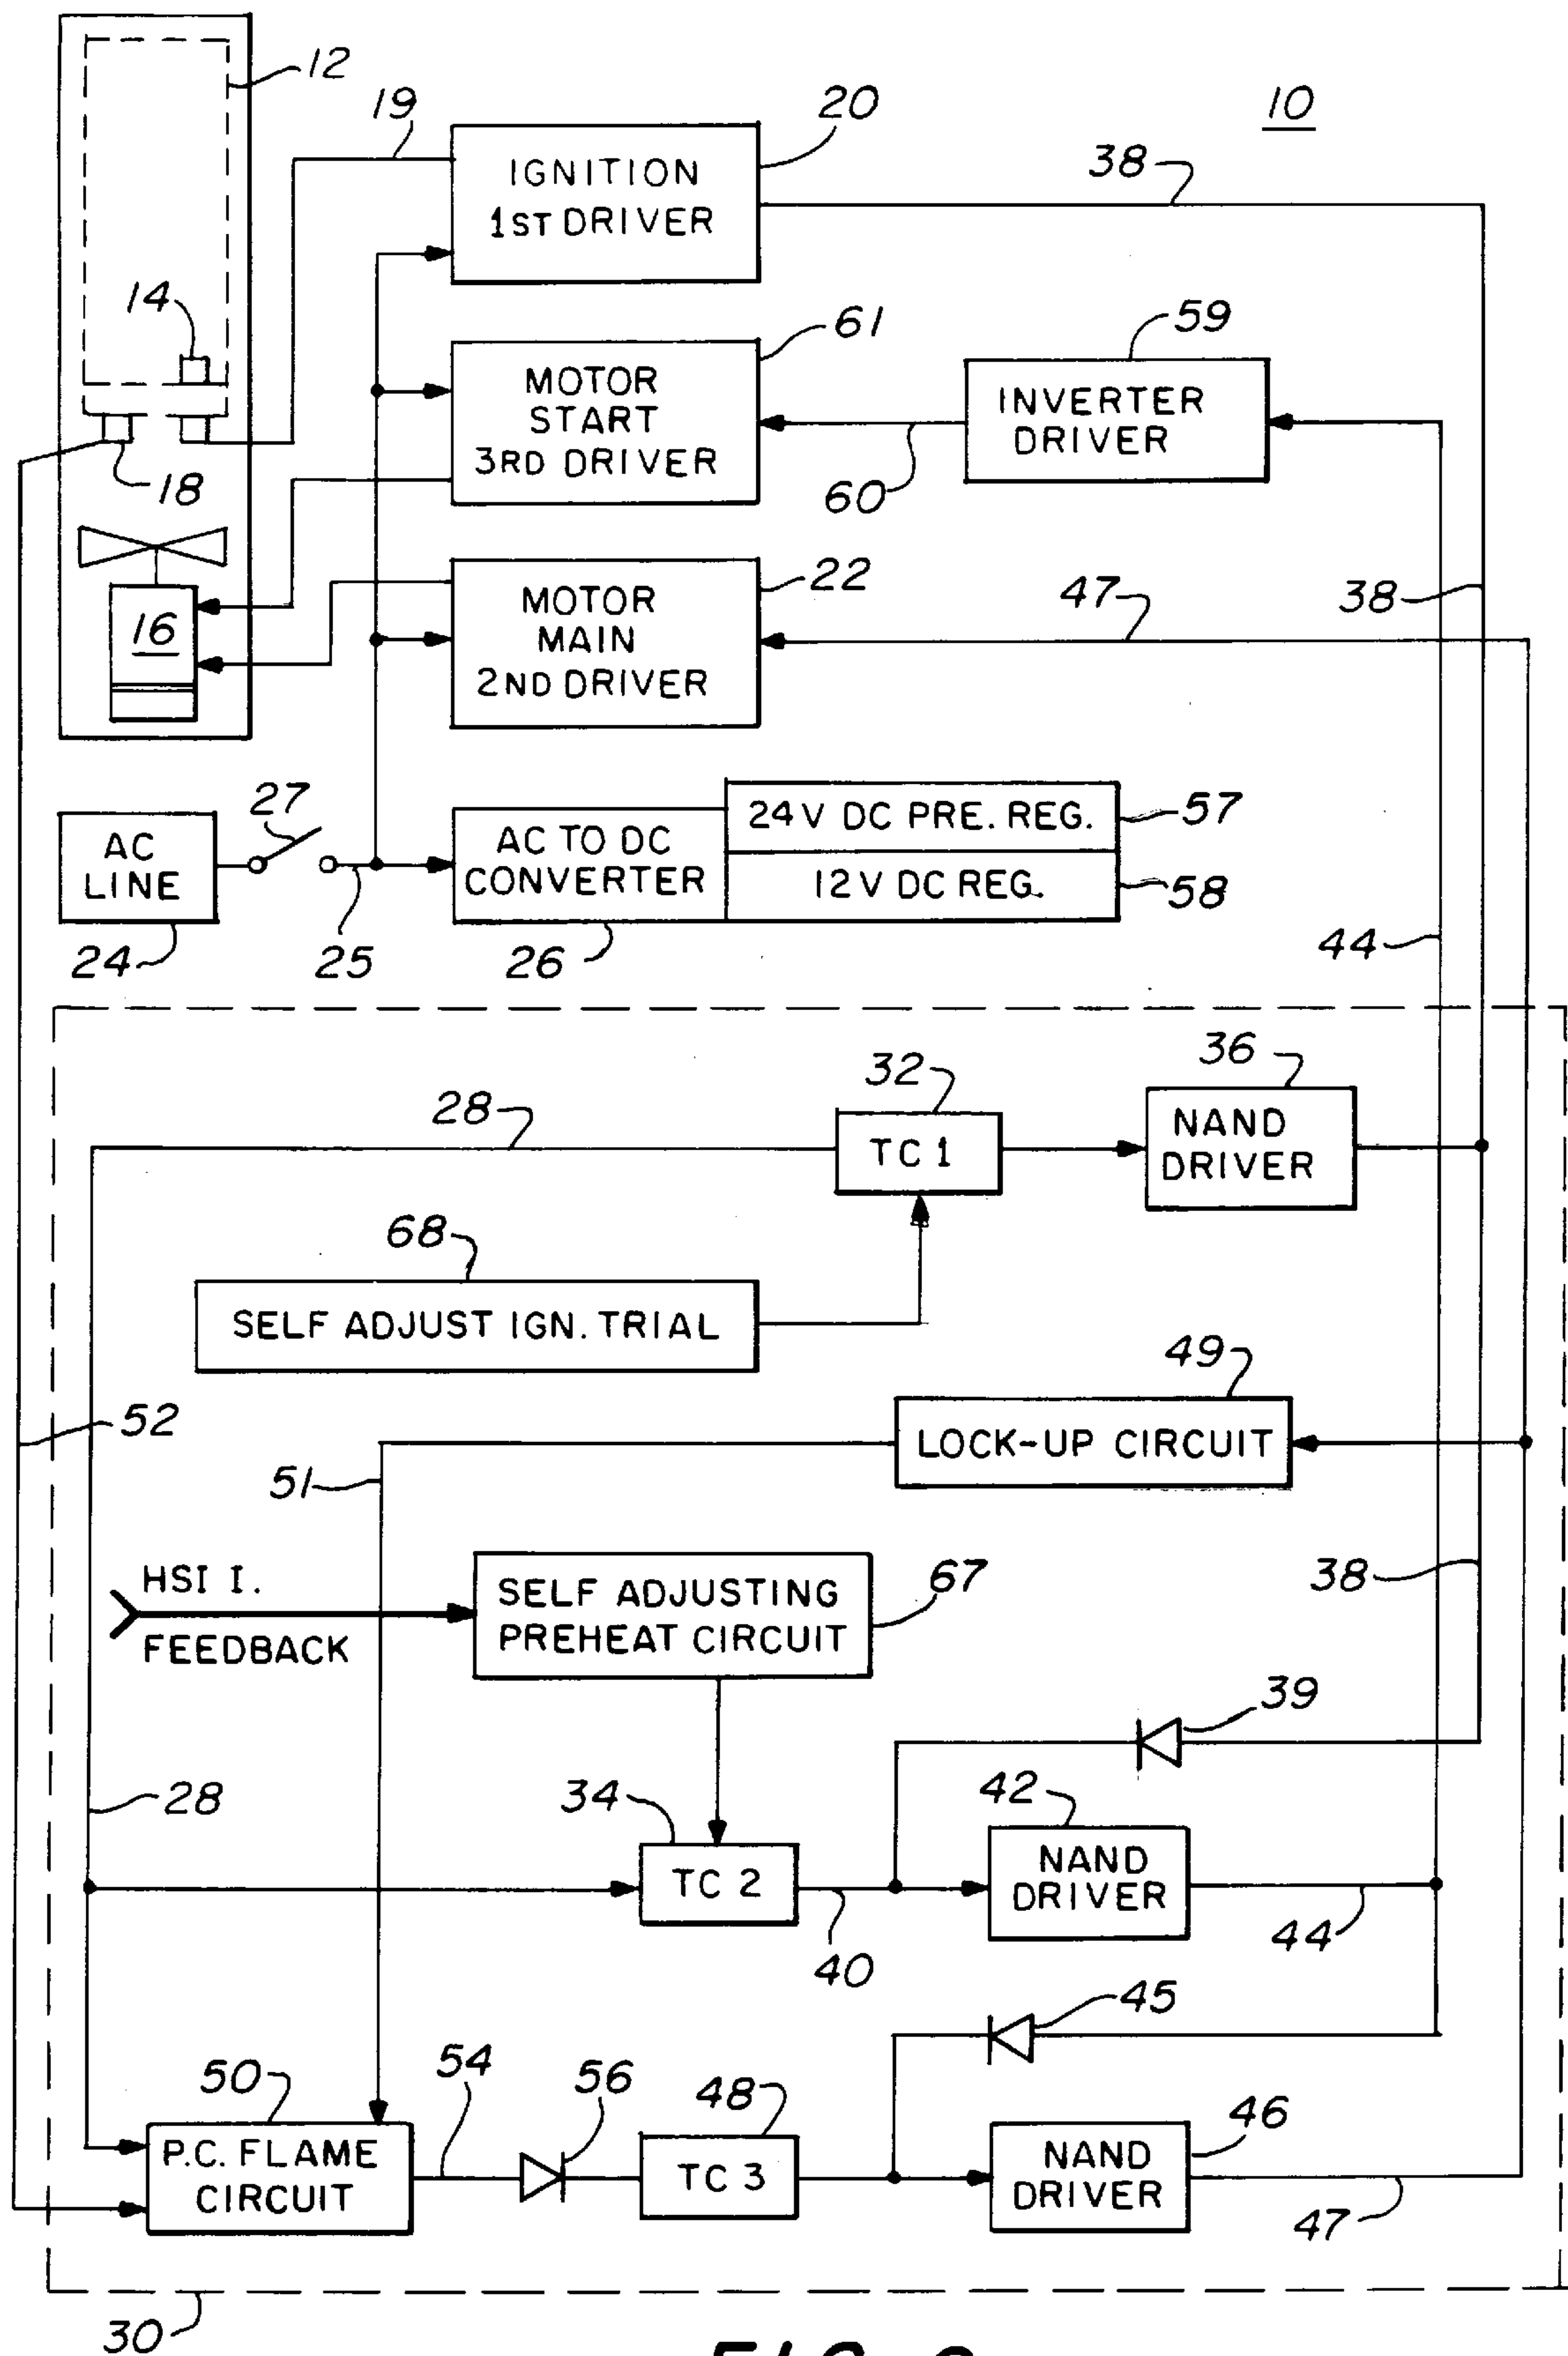 12
19
20
10
IGNITION
1ST DRIVER
38
14
61
59
MOTOR
START
3RD DRIVER
INVERTER
DRIVER
18
60
22
47
38
16
MOTOR
MAIN
2ND DRIVER
27
AC
LINE
AC TO DC
CONVERTER
24V DC PRE. REG.
57
12V DC REG.
58
24
25
26
44
32
36
28
TC 1
NAND
DRIVER
68
SELF ADJUST IGN. TRIAL
49
52
LOCK-UP CIRCUIT
51
HSI I.
FEEDBACK
SELF ADJUSTING
PREHEAT CIRCUIT
67
38
39
28
34
42
TC 2
NAND
DRIVER
40
44
45
50
54
56
48
46
P.C. FLAME
CIRCUIT
TC 3
NAND
DRIVER
47
30